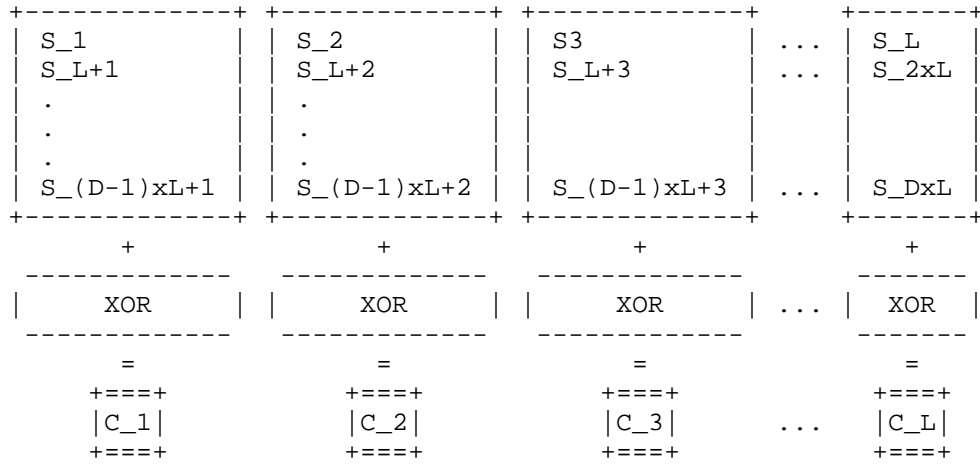 +-------------+ +-------------+ +-------------+     +-------+
| S_1         | | S_2         | | S3          | ... | S_L   |
| S_L+1       | | S_L+2       | | S_L+3       | ... | S_2xL |
| .           | | .           | |             |     |       |
| .           | | .           | |             |     |       |
| .           | | .           | |             |     |       |
| S_(D-1)xL+1 | | S_(D-1)xL+2 | | S_(D-1)xL+3 | ... | S_DxL |
+-------------+ +-------------+ +-------------+     +-------+
+ + + +
------------- ------------- ------------- -------
| XOR | | XOR | | XOR | ... | XOR |
------------- ------------- ------------- -------
= = = =
+===+ +===+ +===+ +===+
|C_1| |C_2| |C_3| ... |C_L|
+===+ +===+ +===+ +===+